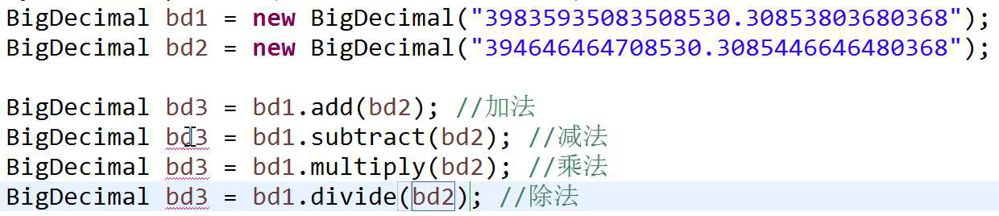 BigDecimal bd1 = new BigDecimal("39835935083508530.30853803680368");
BigDecimal bd2 = new BigDecimal("394646464708530.3085446646480368");
BigDecimal bd3 = bd1.add(bd2); //加法
BigDecimal bd3 = bd1.subtract(bd2); //减法
BigDecimal bd3 = bd1.multiply(bd2); //乘法
BigDecimal bd3 = bd1.divide(bd2); //除法